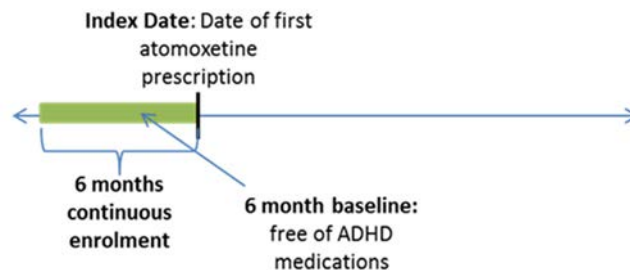 Index Date: Date of first
atomoxetine
prescription
6 months
continuous
enrolment
6 month baseline:
free of ADHD
medications